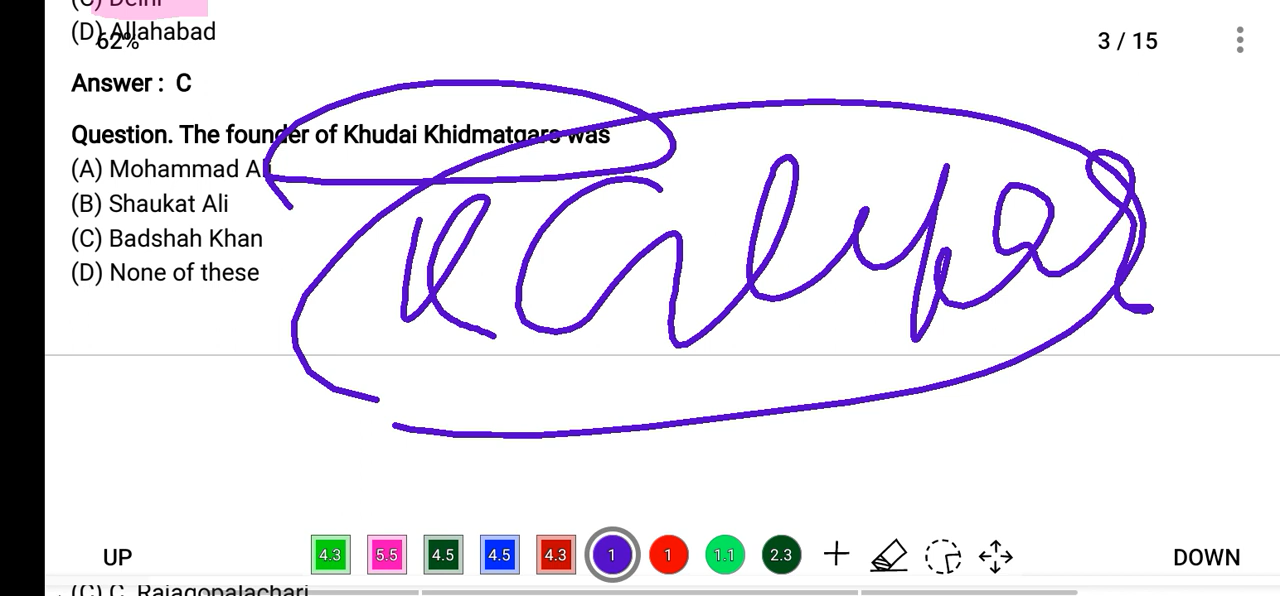 (C) Delhi
(D) Allahabad
62%
3 / 15
Answer : C
Question. The founder of Khudai Khidmatgars was
(A) Mohammad Ali
(B) Shaukat Ali
(C) Badshah Khan
(D) None of these
4.3 5.5 4.5 4.5 4.3 1 1 1.1 2.3
UP
DOWN
(C) C. Rajagopalachari